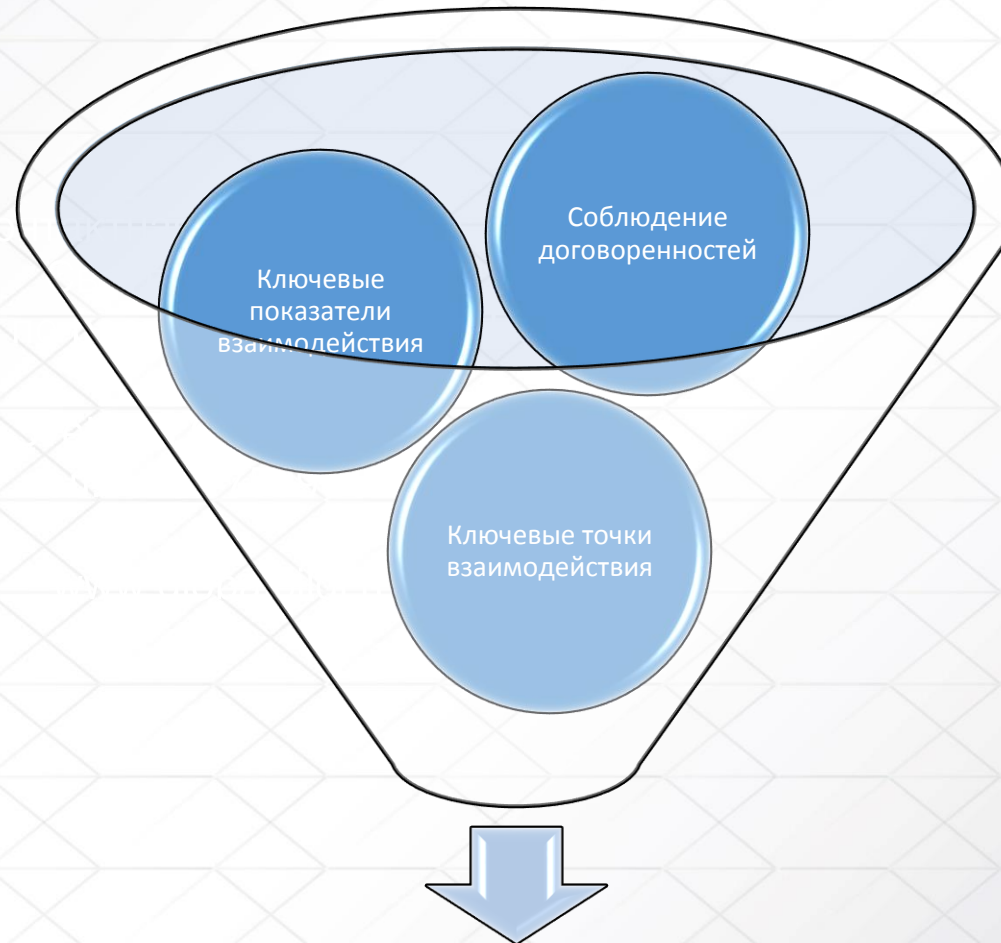 Соблюдение
договоренностей
Ключевые
показатели
взаимодействия
Ключевые точки
взаимодействия